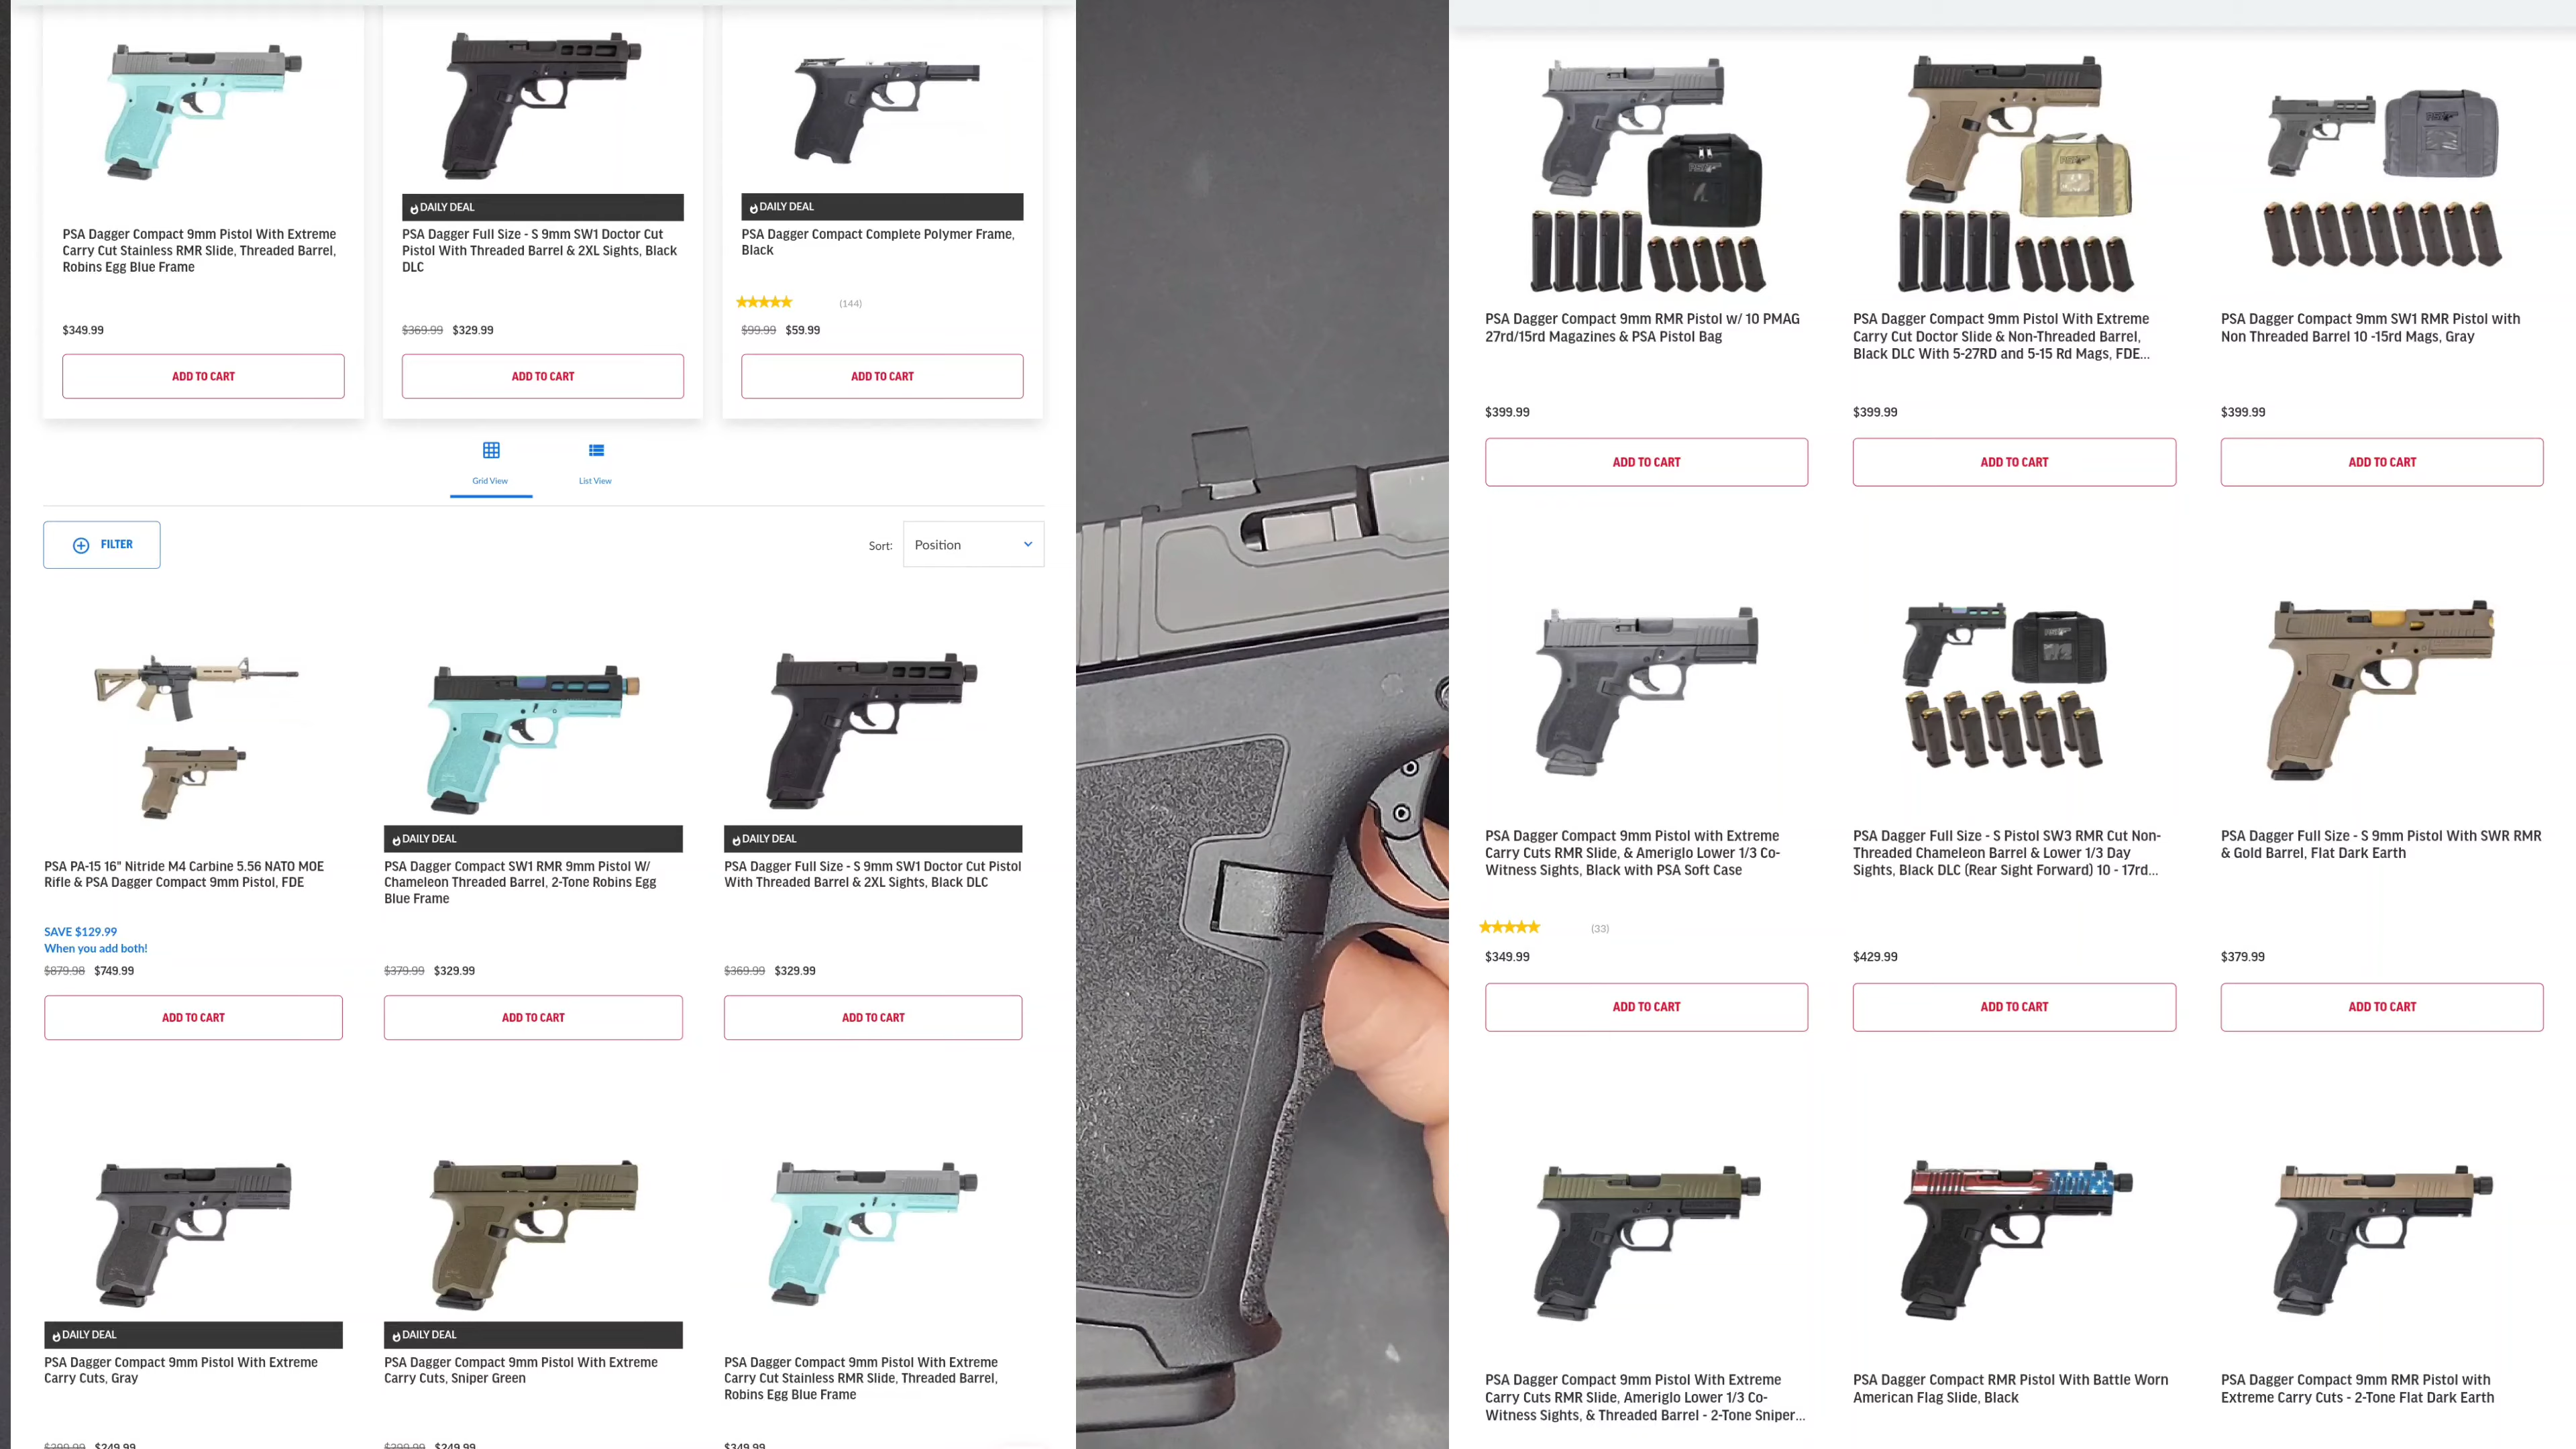 PSA Dagger Compact 9mm Pistol With Extreme
Carry Cut Stainless RMR Slide, Threaded Barrel,
Robins Egg Blue Frame
$349.99
ADD TO CART
DAILY DEAL
PSA Dagger Full Size - S 9mm SW1 Doctor Cut
Pistol With Threaded Barrel & 2XL Sights, Black
DLC
$369.99 $329.99
ADD TO CART
DAILY DEAL
PSA Dagger Compact Complete Polymer Frame,
Black
(144)
$99.99 $59.99
ADD TO CART
Grid View
List View
FILTER
Sort:
Position
PSA PA-15 16" Nitride M4 Carbine 5.56 NATO MOE
Rifle & PSA Dagger Compact 9mm Pistol, FDE
SAVE $129.99
When you add both!
$879.98 $749.99
ADD TO CART
DAILY DEAL
PSA Dagger Compact SW1 RMR 9mm Pistol W/
Chameleon Threaded Barrel, 2-Tone Robins Egg
Blue Frame
$379.99 $329.99
ADD TO CART
DAILY DEAL
PSA Dagger Full Size - S 9mm SW1 Doctor Cut Pistol
With Threaded Barrel & 2XL Sights, Black DLC
$369.99 $329.99
ADD TO CART
DAILY DEAL
PSA Dagger Compact 9mm Pistol With Extreme
Carry Cuts, Gray
$249.99
DAILY DEAL
PSA Dagger Compact 9mm Pistol With Extreme
Carry Cuts, Sniper Green
$249.99
PSA Dagger Compact 9mm Pistol With Extreme
Carry Cut Stainless RMR Slide, Threaded Barrel,
Robins Egg Blue Frame
$349.99
PSA Dagger Compact 9mm RMR Pistol w/ 10 PMAG
27rd/15rd Magazines & PSA Pistol Bag
$399.99
ADD TO CART
PSA Dagger Compact 9mm Pistol With Extreme
Carry Cut Doctor Slide & Non-Threaded Barrel,
Black DLC With 5-27RD and 5-15 Rd Mags, FDE...
$399.99
ADD TO CART
PSA Dagger Compact 9mm SW1 RMR Pistol with
Non Threaded Barrel 10 -15rd Mags, Gray
$399.99
ADD TO CART
PSA Dagger Compact 9mm Pistol with Extreme
Carry Cuts RMR Slide, & Ameriglo Lower 1/3 Co-
Witness Sights, Black with PSA Soft Case
(33)
$349.99
ADD TO CART
PSA Dagger Full Size - S Pistol SW3 RMR Cut Non-
Threaded Chameleon Barrel & Lower 1/3 Day
Sights, Black DLC (Rear Sight Forward) 10 - 17rd...
$429.99
ADD TO CART
PSA Dagger Full Size - S 9mm Pistol With SWR RMR
& Gold Barrel, Flat Dark Earth
$379.99
ADD TO CART
PSA Dagger Compact 9mm Pistol With Extreme
Carry Cuts RMR Slide, Ameriglo Lower 1/3 Co-
Witness Sights, & Threaded Barrel - 2-Tone Sniper...
PSA Dagger Compact RMR Pistol With Battle Worn
American Flag Slide, Black
PSA Dagger Compact 9mm RMR Pistol with
Extreme Carry Cuts - 2-Tone Flat Dark Earth